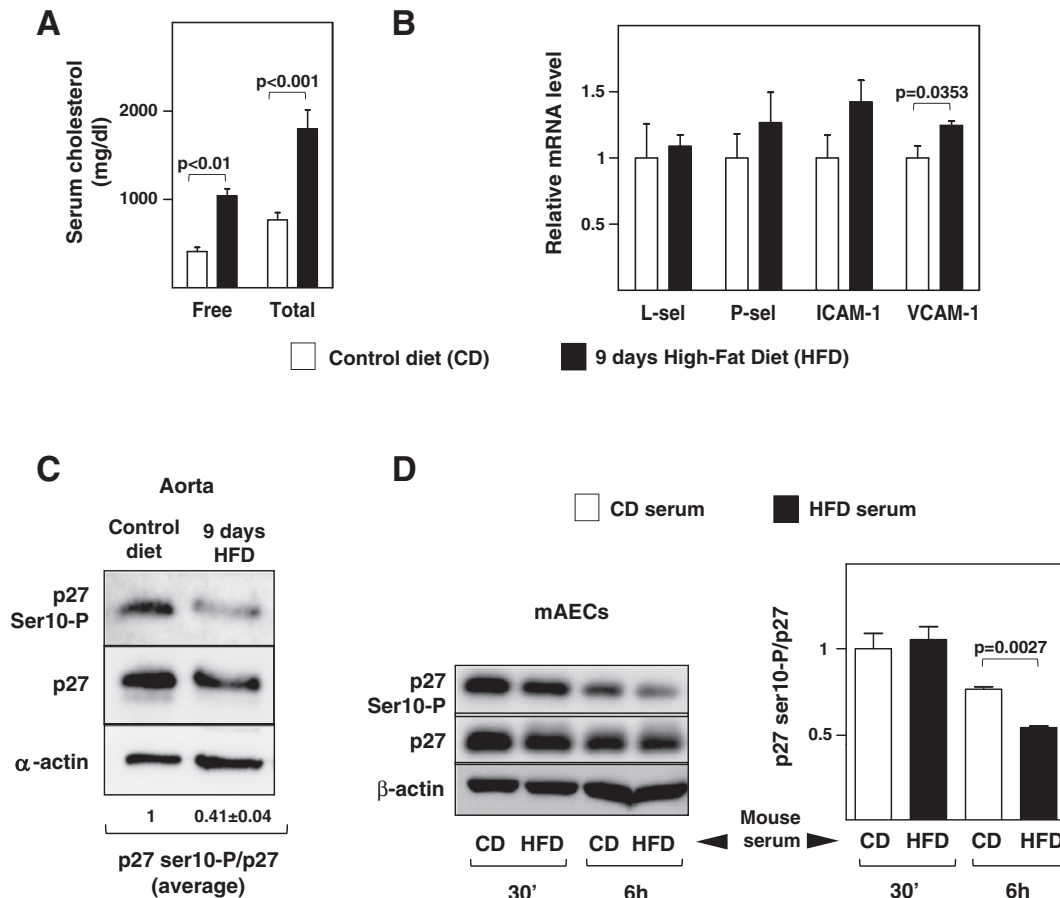 A
Serum cholesterol
(mg/dl)
2000
1000
p<0.01
p<0.001
Free
Total
B
Relative mRNA level
1.5
1
0.5
p=0.0353
L-sel
P-sel
ICAM-1
VCAM-1
Control diet (CD)
9 days High-Fat Diet (HFD)
C
Aorta
Control
diet
9 days
HFD
p27
Ser10-P
p27
α-actin
1
0.41±0.04
p27 ser10-P/p27
(average)
D
CD serum
HFD serum
mAECs
p27
Ser10-P
p27
β-actin
CD
HFD
CD
HFD
30'
6h
Mouse
serum
p27 ser10-P/p27
1
0.5
p=0.0027
CD
HFD
CD
HFD
30'
6h